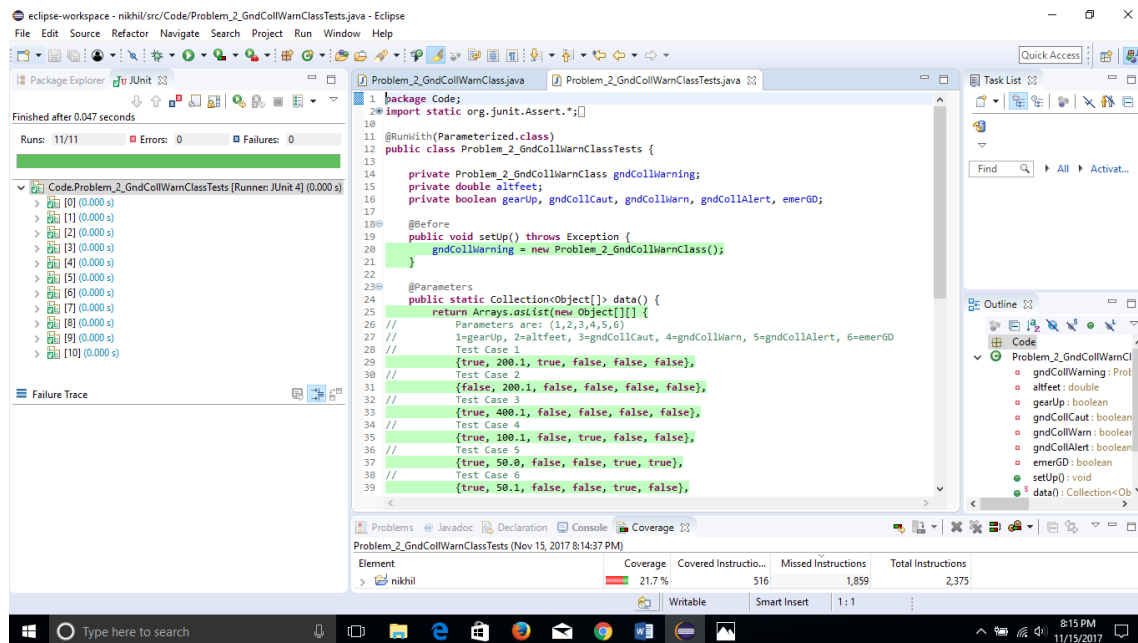 eclipse-workspace - nikhil/src/Code/Problem_2_GndCollWarnClassTests.java - Eclipse
File Edit Source Refactor Navigate Search Project Run Window Help
Quick Access
Package Explorer JUnit
Finished after 0.047 seconds
Runs: 11/11 Errors: 0 Failures: 0
Code.Problem_2_GndCollWarnClassTests [Runner: JUnit 4] (0.000 s)
[0] (0.000 s)
[1] (0.000 s)
[2] (0.000 s)
[3] (0.000 s)
[4] (0.000 s)
[5] (0.000 s)
[6] (0.000 s)
[7] (0.000 s)
[8] (0.000 s)
[9] (0.000 s)
[10] (0.000 s)
Failure Trace
Problem_2_GndCollWarnClass.java Problem_2_GndCollWarnClassTests.java
1 package Code;
2 import static org.junit.Assert.*;
10
11 @RunWith(Parameterized.class)
12 public class Problem_2_GndCollWarnClassTests {
13
14 private Problem_2_GndCollWarnClass gndCollWarning;
15 private double altfeet;
16 private boolean gearUp, gndCollCaut, gndCollWarn, gndCollAlert, emerGD;
17
18 @Before
19 public void setUp() throws Exception {
20 gndCollWarning = new Problem_2_GndCollWarnClass();
21 }
22
23 @Parameters
24 public static Collection<Object[]> data() {
25 return Arrays.asList(new Object[][] {
26 // Parameters are: (1,2,3,4,5,6)
27 // 1=gearUp, 2=altfeet, 3=gndCollCaut, 4=gndCollWarn, 5=gndCollAlert, 6=emerGD
28 // Test Case 1
29 {true, 200.1, true, false, false, false},
30 // Test Case 2
31 {false, 200.1, false, false, false, false},
32 // Test Case 3
33 {true, 400.1, false, false, false, false},
34 // Test Case 4
35 {true, 100.1, false, true, false, false},
36 // Test Case 5
37 {true, 50.0, false, false, true, true},
38 // Test Case 6
39 {true, 50.1, false, false, true, false},
Task List
Find All Activat...
Outline
Code
Problem_2_GndCollWarnCl
gndCollWarning : Prob
altfeet : double
gearUp : boolean
gndCollCaut : boolean
gndCollWarn : boolear
gndCollAlert : boolean
emerGD : boolean
setUp() : void
S data() : Collection<Ob
Problems Javadoc Declaration Console Coverage
Problem_2_GndCollWarnClassTests (Nov 15, 2017 8:14:37 PM)
Element Coverage Covered Instructio... Missed Instructions Total Instructions
nikhil 21.7 % 516 1,859 2,375
Writable Smart Insert 1 : 1
Type here to search
8:15 PM
11/15/2017